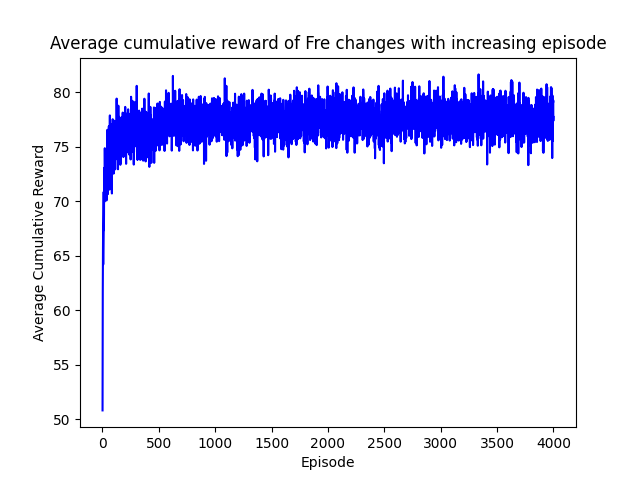 Average cumulative reward of Fre changes with increasing episode
80
75
70
65
60
55
50
Average Cumulative Reward
0 500 1000 1500 2000 2500 3000 3500 4000
Episode